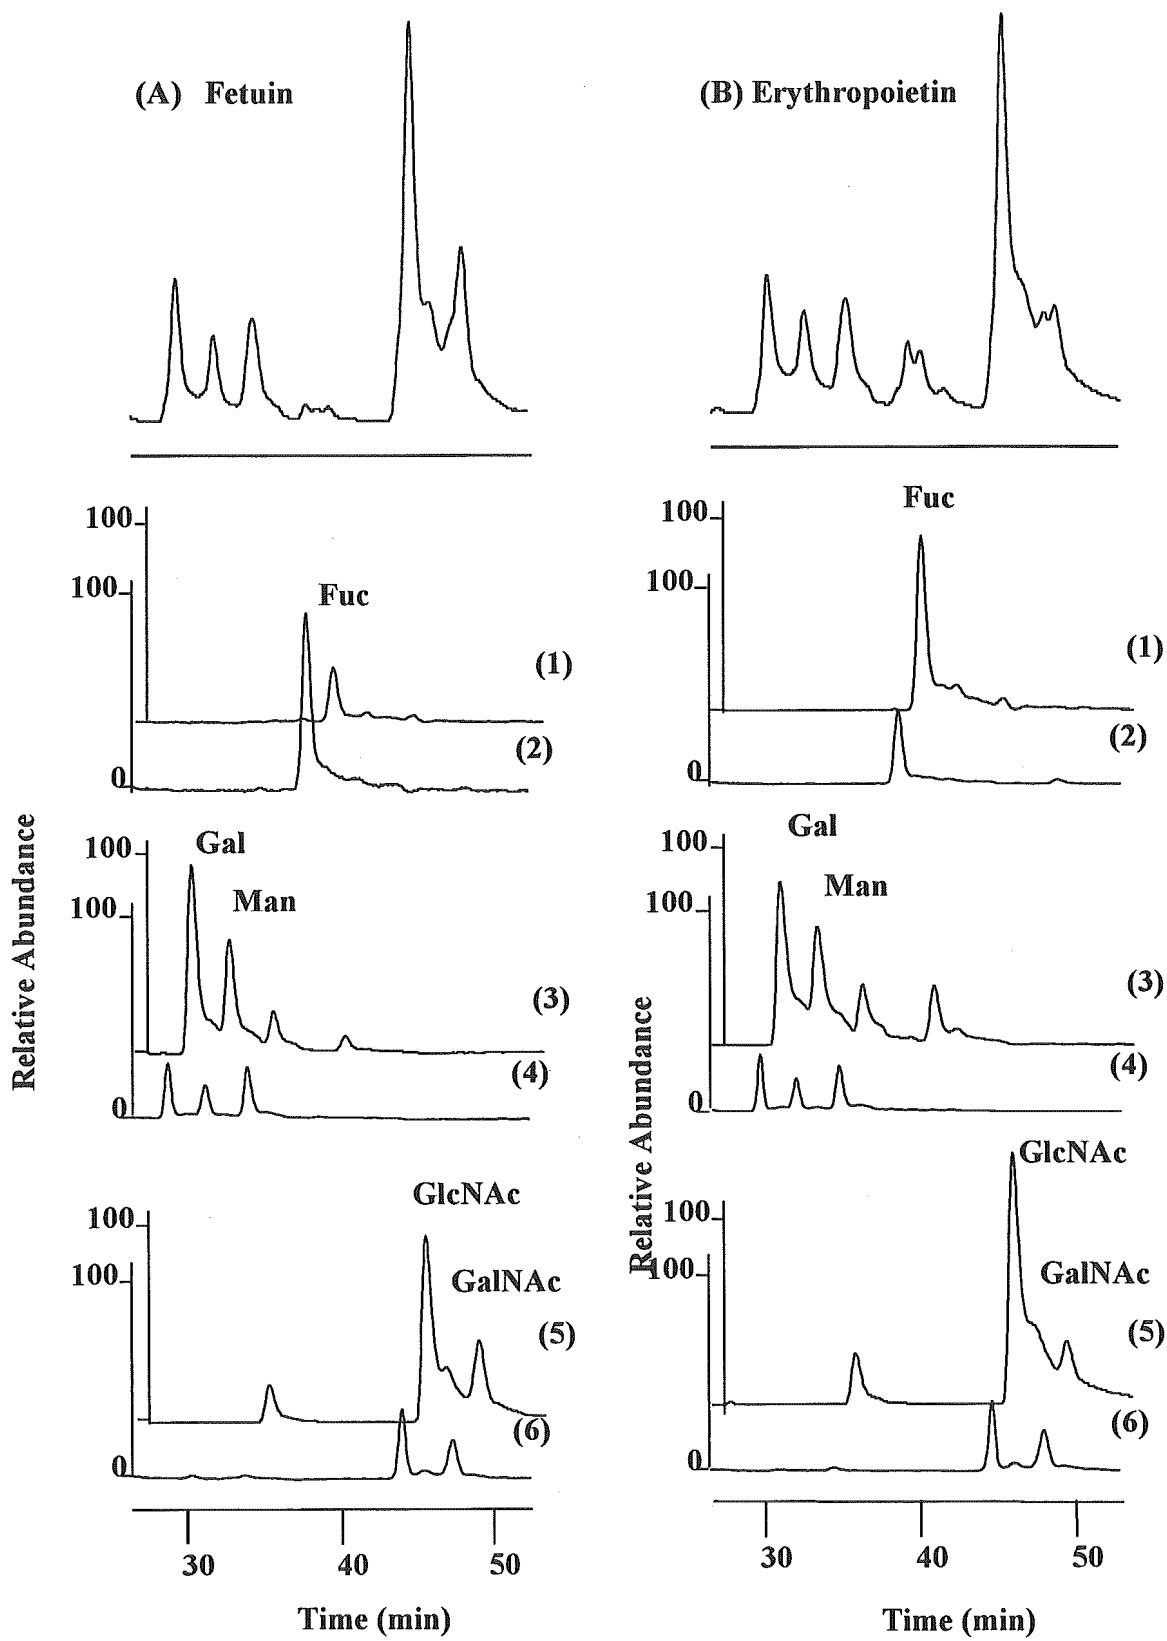 (A) Fetuin
(B) Erythropoietin
100
100
Fuc
(1)
(2)
0
Fuc
100
100
(1)
(2)
0
Relative Abundance
100
Gal
100
Man
(3)
(4)
0
Relative Abundance
Gal
100
Man
100
(3)
(4)
0
GlcNAc
100
100
GalNAc
(5)
(6)
0
30
40
50
Time (min)
GlcNAc
100
100
GalNAc
(5)
(6)
0
30
40
50
Time (min)